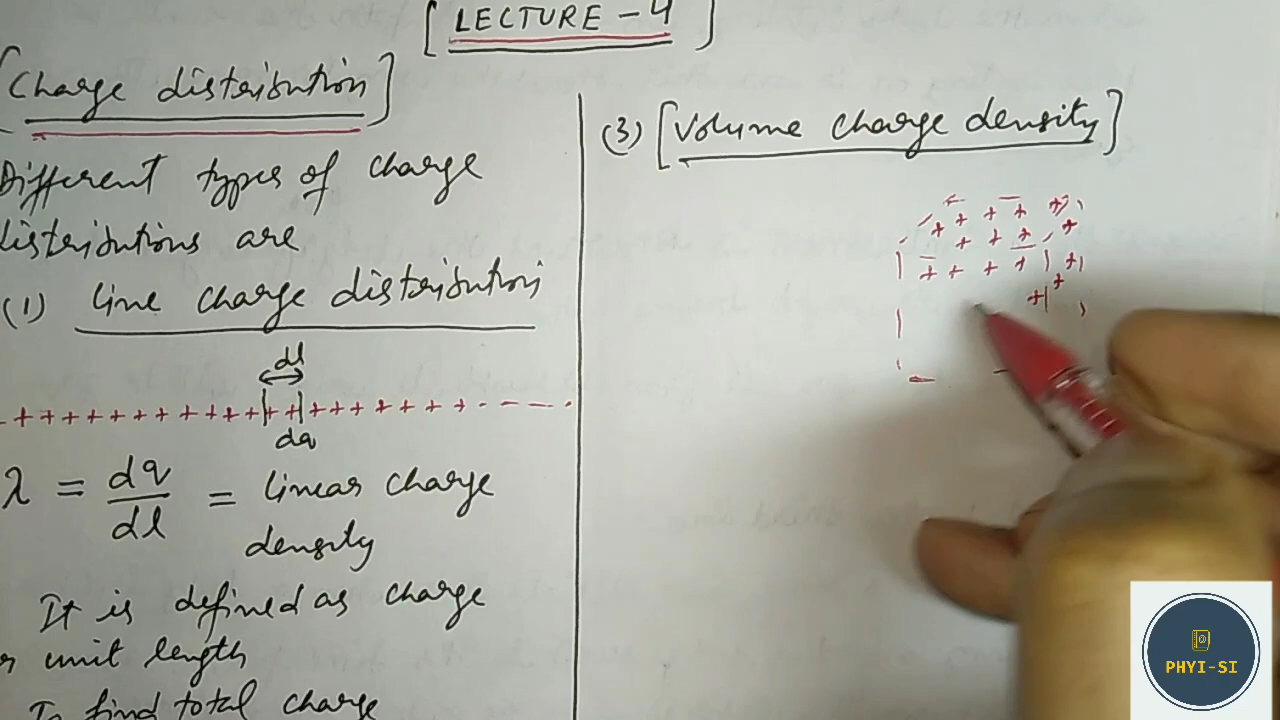 [LECTURE - 4]
[Charge distribution]
Different types of charge
distributions are
(1) line charge distribution
dl
+ + + + + + + + + + + + + + + + + + + - - - -
dq
λ = dq/dl = linear charge
density
It is defined as charge
unit length
To find total charge
(3) [Volume charge density]
PHYI-SI